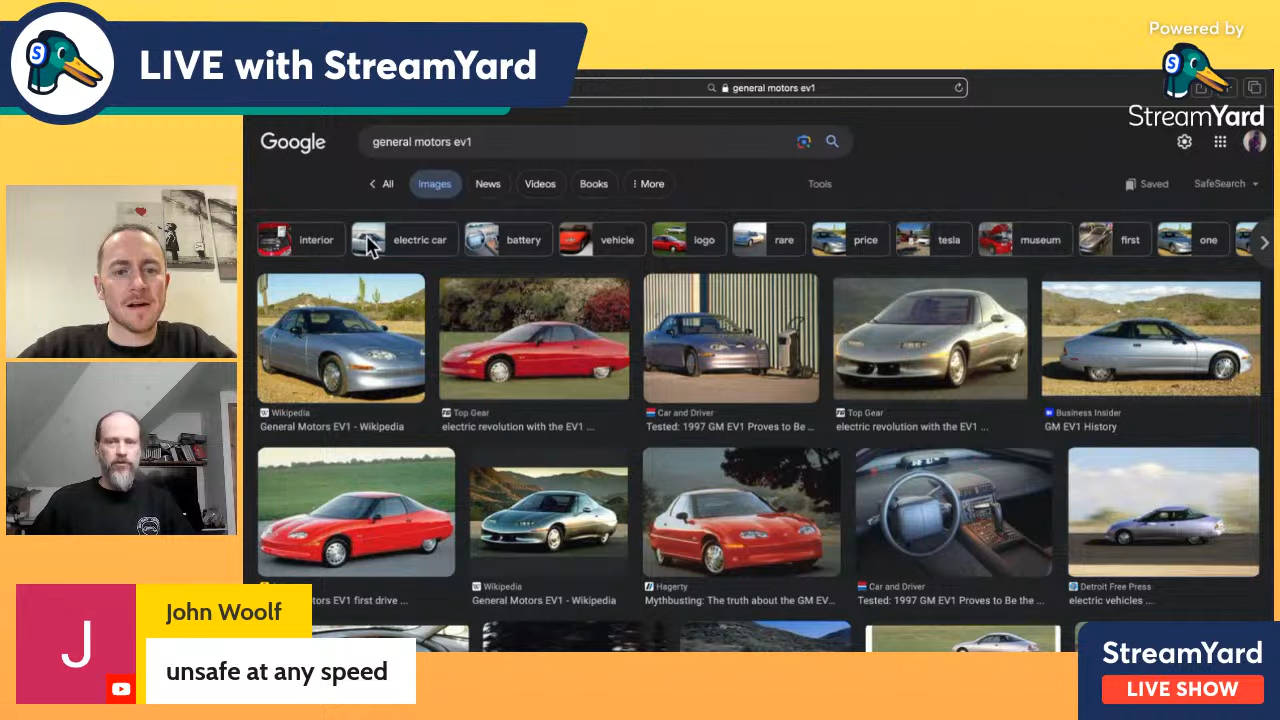 LIVE with StreamYard
Powered by
StreamYard
general motors ev1
Google
general motors ev1
All
Images
News
Videos
Books
More
Tools
Saved
SafeSearch
interior
electric car
battery
vehicle
logo
rare
price
tesla
museum
first
one
Wikipedia
General Motors EV1 - Wikipedia
Top Gear
electric revolution with the EV1 ...
Car and Driver
Tested: 1997 GM EV1 Proves to Be ...
Top Gear
electric revolution with the EV1 ...
Business Insider
GM EV1 History
tors EV1 first drive ...
Wikipedia
General Motors EV1 - Wikipedia
Hagerty
Mythbusting: The truth about the GM EV...
Car and Driver
Tested: 1997 GM EV1 Proves to Be the ...
Detroit Free Press
electric vehicles ...
J
John Woolf
unsafe at any speed
StreamYard
LIVE SHOW